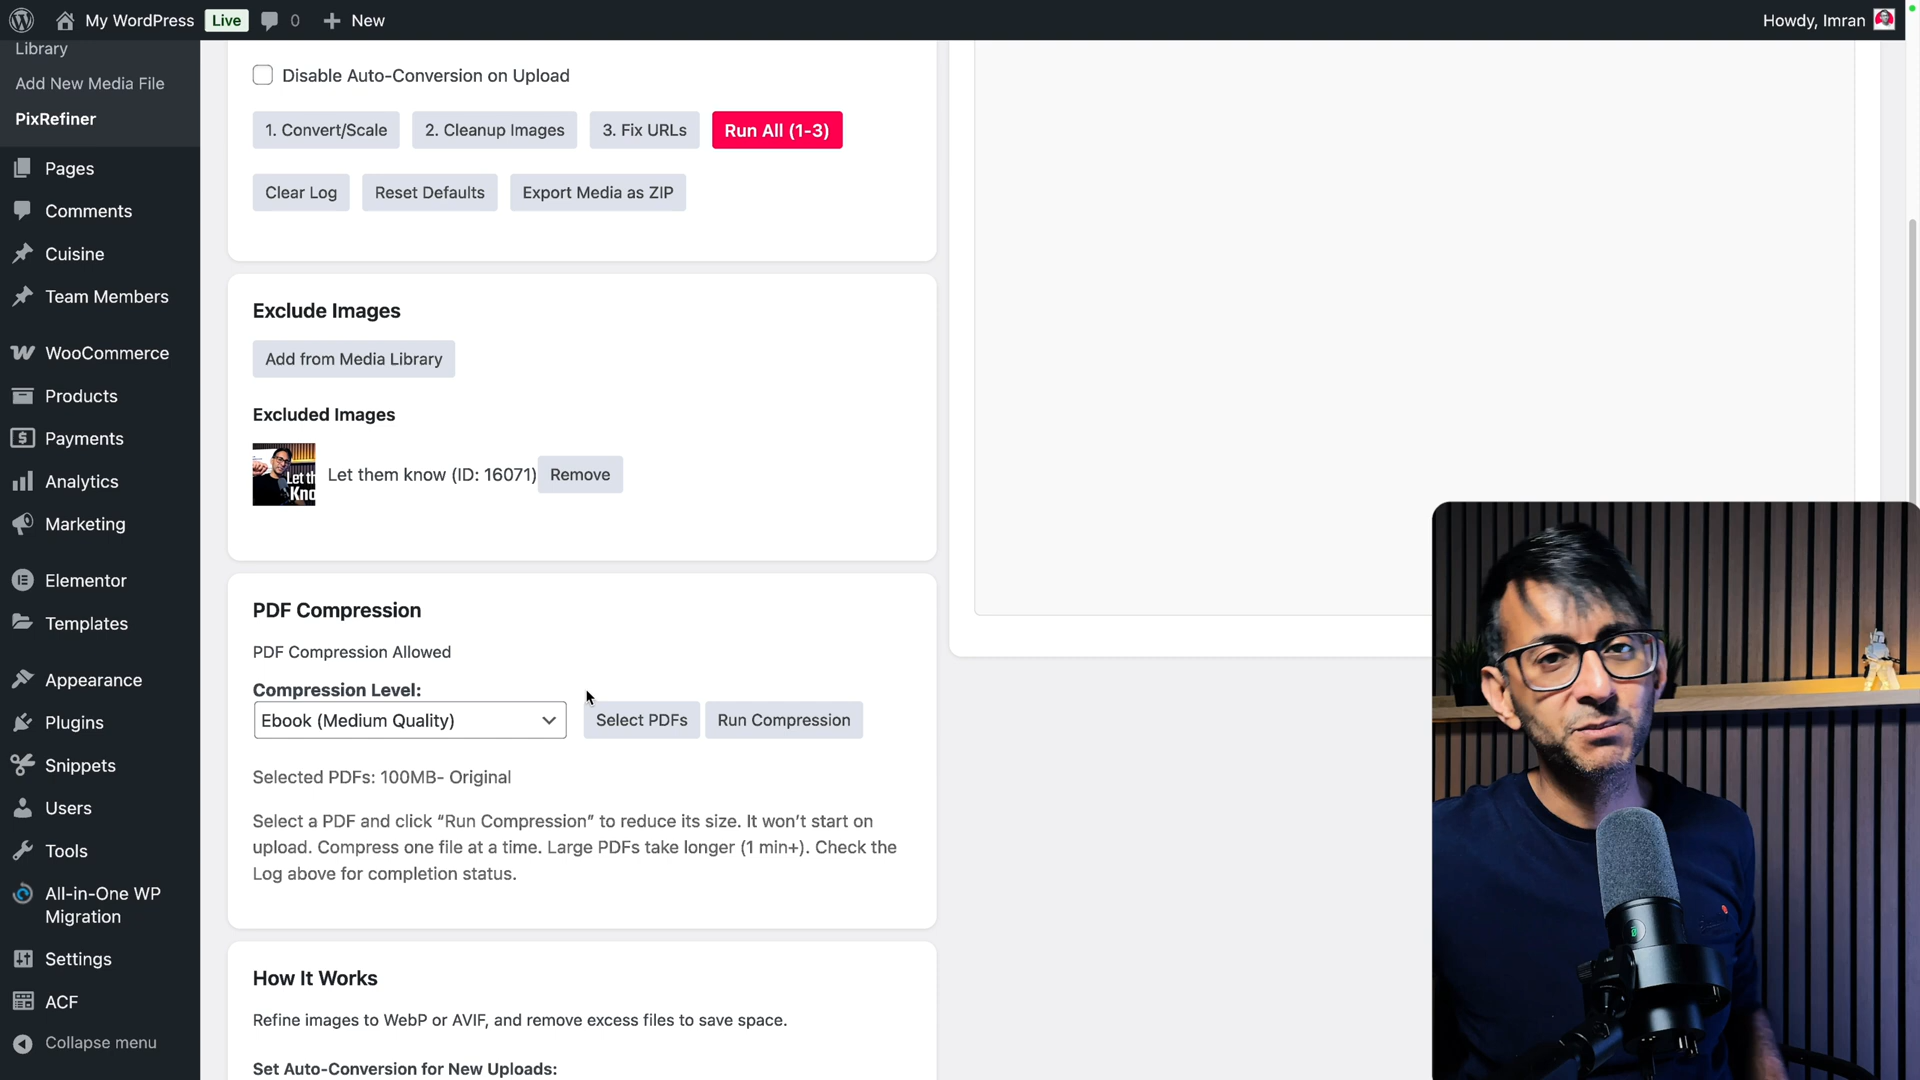 My WordPress Live 0 New
Howdy, Imran
Library
Add New Media File
PixRefiner
Pages
Comments
Cuisine
Team Members
WooCommerce
Products
Payments
Analytics
Marketing
Elementor
Templates
Appearance
Plugins
Snippets
Users
Tools
All-in-One WP
Migration
Settings
ACF
Collapse menu
Disable Auto-Conversion on Upload
1. Convert/Scale 2. Cleanup Images 3. Fix URLs Run All (1-3)
Clear Log Reset Defaults Export Media as ZIP
Exclude Images
Add from Media Library
Excluded Images
Let them know (ID: 16071) Remove
PDF Compression
PDF Compression Allowed
Compression Level:
Ebook (Medium Quality) Select PDFs Run Compression
Selected PDFs: 100MB- Original
Select a PDF and click “Run Compression” to reduce its size. It won’t start on
upload. Compress one file at a time. Large PDFs take longer (1 min+). Check the
Log above for completion status.
How It Works
Refine images to WebP or AVIF, and remove excess files to save space.
Set Auto-Conversion for New Uploads: